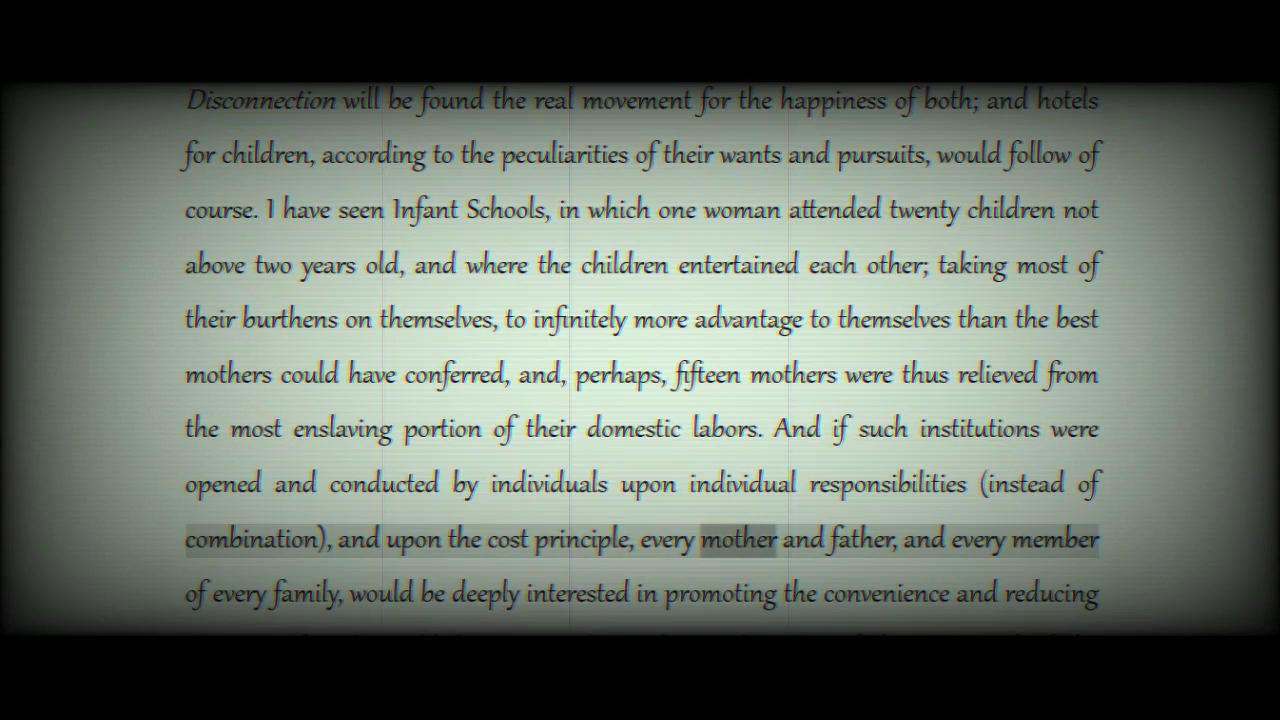 Disconnection will be found the real movement for the happiness of both; and hotels
for children, according to the peculiarities of their wants and pursuits, would follow of
course. I have seen Infant Schools, in which one woman attended twenty children not
above two years old, and where the children entertained each other; taking most of
their burthens on themselves, to infinitely more advantage to themselves than the best
mothers could have conferred, and, perhaps, fifteen mothers were thus relieved from
the most enslaving portion of their domestic labors. And if such institutions were
opened and conducted by individuals upon individual responsibilities (instead of
combination), and upon the cost principle, every mother and father, and every member
of every family, would be deeply interested in promoting the convenience and reducing